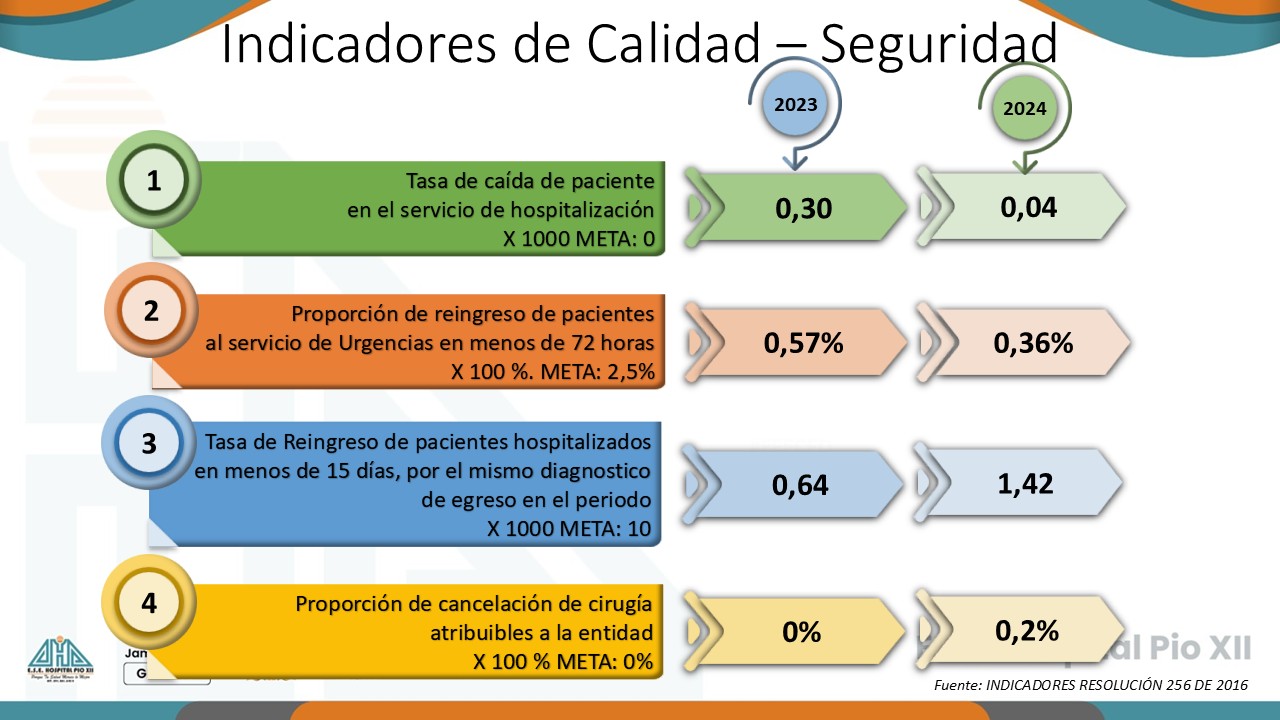 Indicadores de Calidad – Seguridad
2023
2024
1
Tasa de caída de paciente
en el servicio de hospitalización
X 1000 META: 0
0,30
0,04
2
Proporción de reingreso de pacientes
al servicio de Urgencias en menos de 72 horas
X 100 %. META: 2,5%
0,57%
0,36%
3
Tasa de Reingreso de pacientes hospitalizados
en menos de 15 días, por el mismo diagnostico
de egreso en el periodo
X 1000 META: 10
0,64
1,42
4
Proporción de cancelación de cirugía
atribuibles a la entidad
X 100 % META: 0%
0%
0,2%
E.S.E. HOSPITAL PIO XII
Pio XII
Fuente: INDICADORES RESOLUCIÓN 256 DE 2016